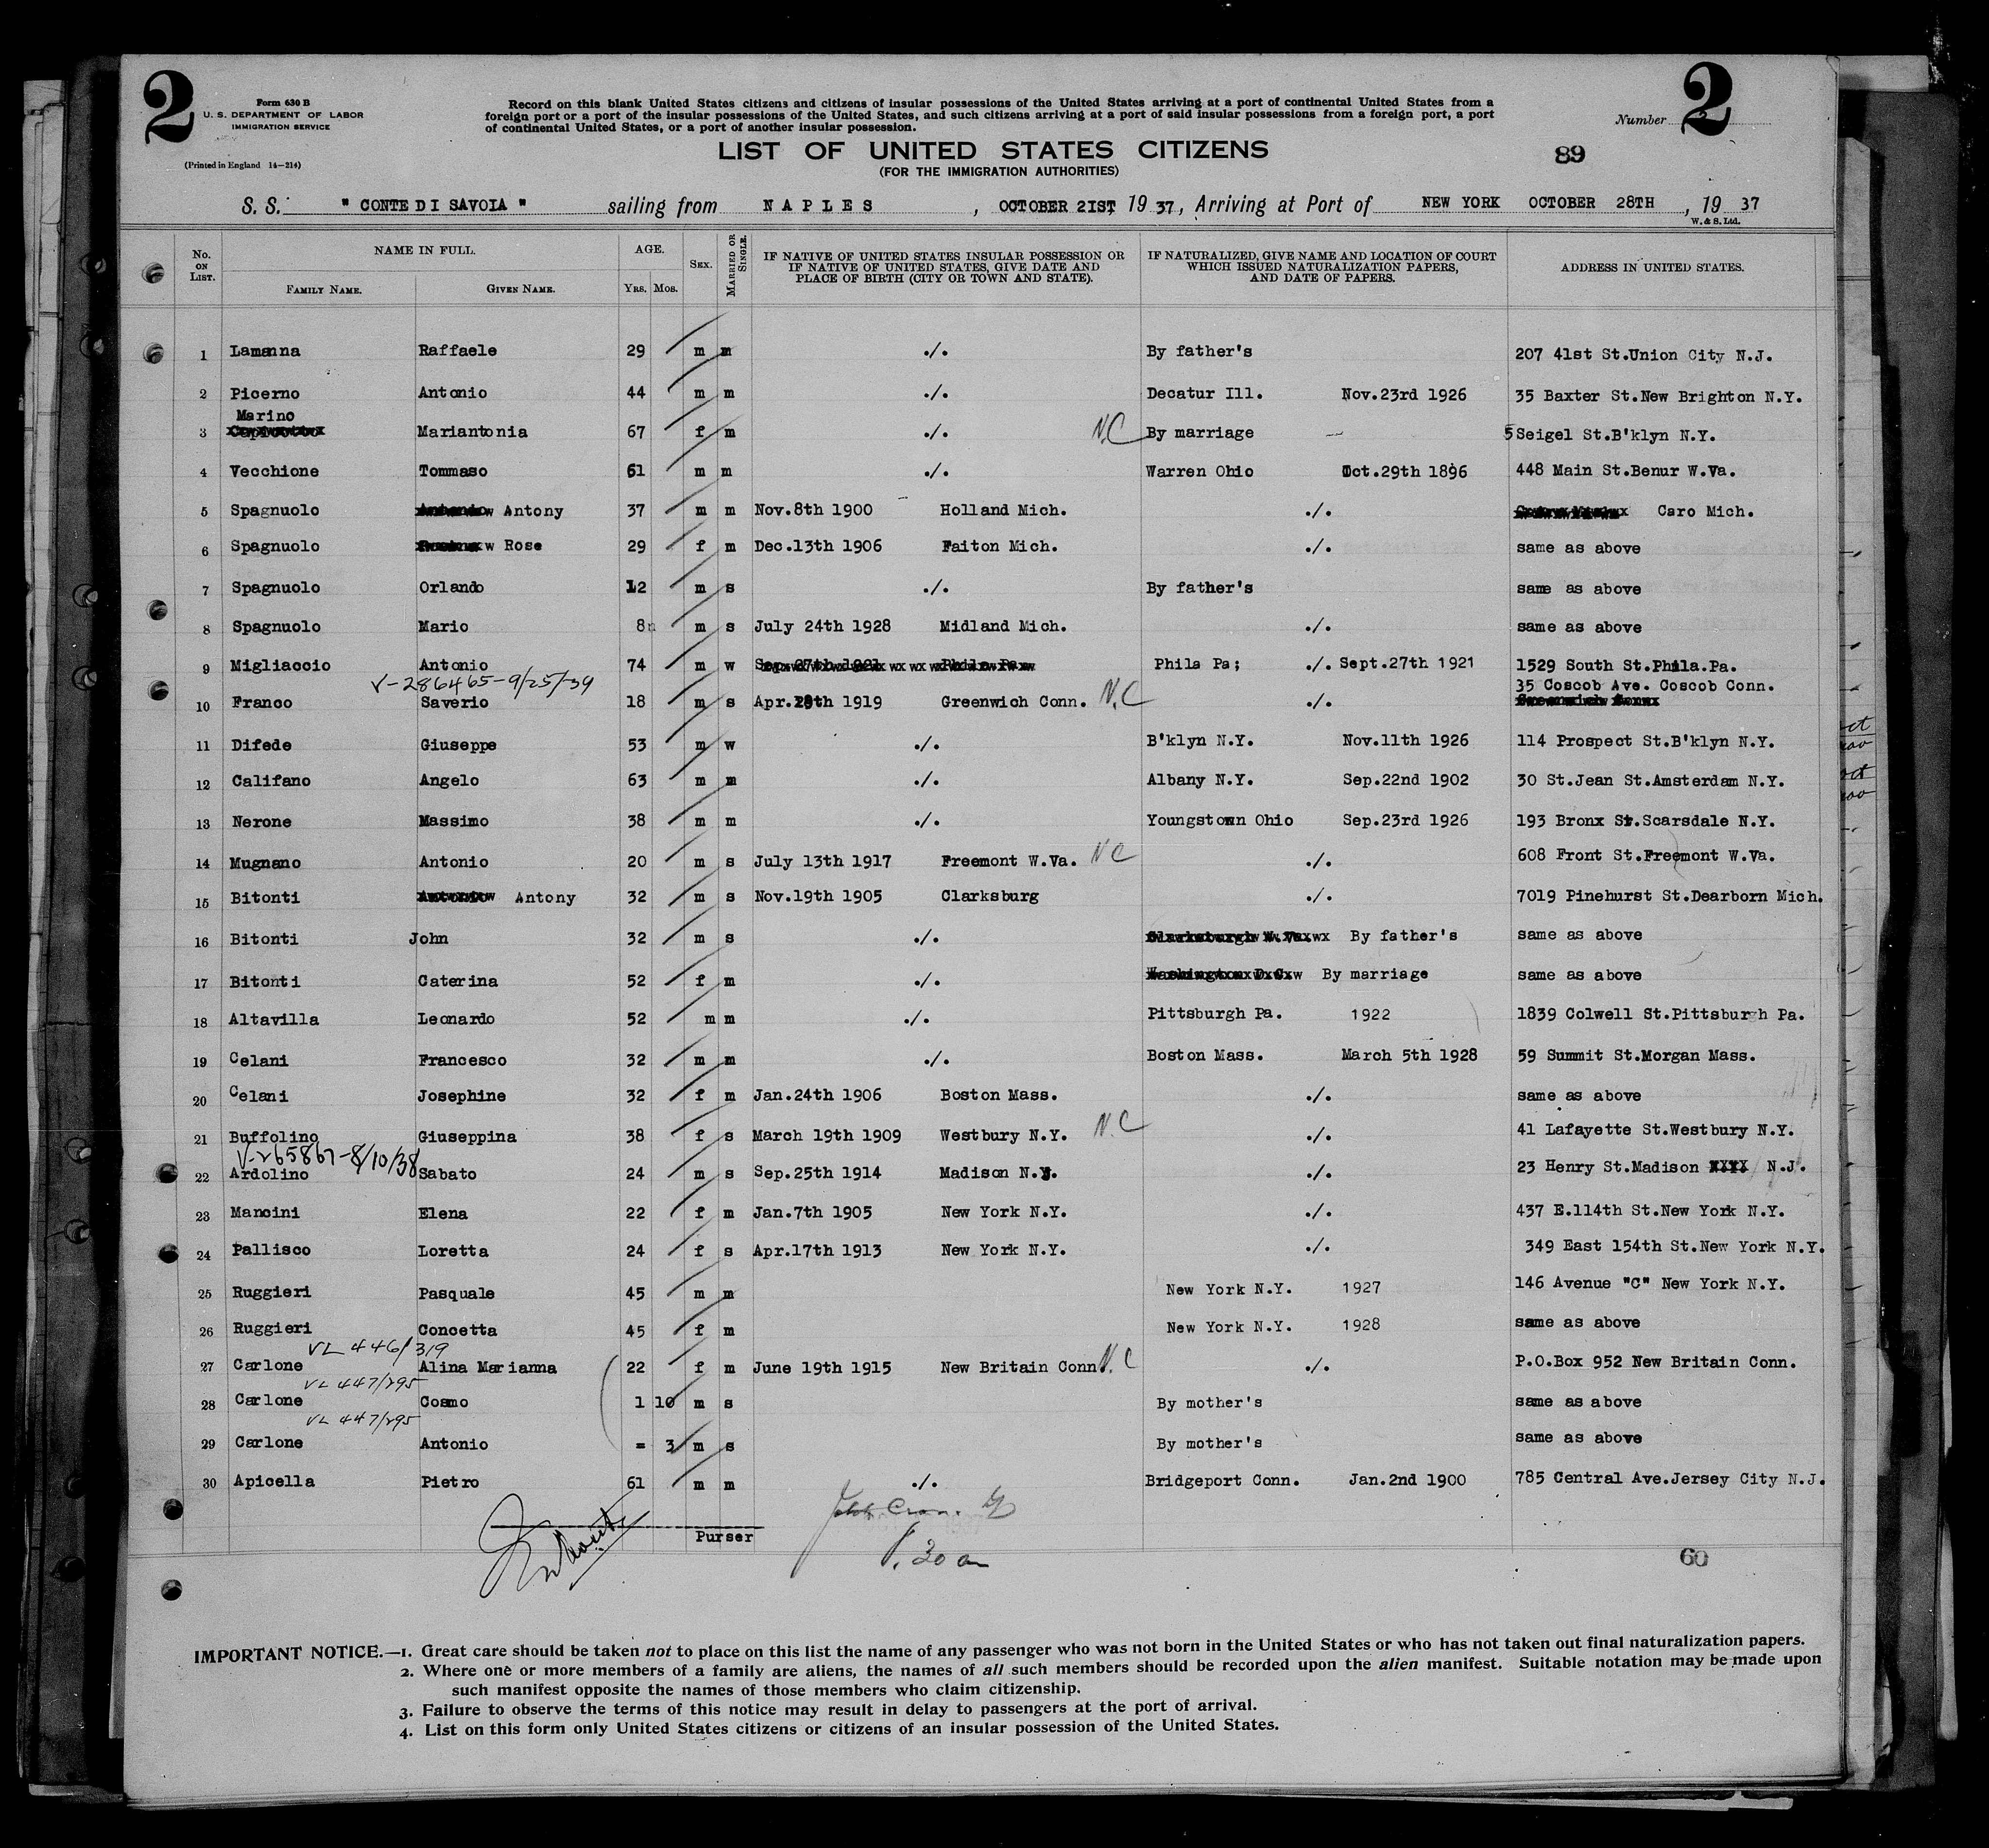 2 2
Form 630 B
U. S. DEPARTMENT OF LABOR
IMMIGRATION SERVICE
(Printed in England 14—214)
Record on this blank United States citizens and citizens of insular possessions of the United States arriving at a port of continental United States from a
foreign port or a port of the insular possessions of the United States, and such citizens arriving at a port of said insular possessions from a foreign port, a port
of continental United States, or a port of another insular possession.
Number
LIST OF UNITED STATES CITIZENS
89
(FOR THE IMMIGRATION AUTHORITIES)
S. S. " CONTE DI SAVOIA " sailing from NAPLES , OCTOBER 21ST, 1937, Arriving at Port of NEW YORK OCTOBER 28TH , 19 37
W. & S. Ltd.
No. ON LIST. NAME IN FULL. FAMILY NAME. GIVEN NAME. AGE. YRS. MOS. SEX. MARRIED OR SINGLE. IF NATIVE OF UNITED STATES INSULAR POSSESSION OR IF NATIVE OF UNITED STATES, GIVE DATE AND PLACE OF BIRTH (CITY OR TOWN AND STATE). IF NATURALIZED, GIVE NAME AND LOCATION OF COURT WHICH ISSUED NATURALIZATION PAPERS, AND DATE OF PAPERS. ADDRESS IN UNITED STATES.
1 Lamanna Raffaele 29 m m ./. By father's 207 41st St.Union City N.J.
2 Picerno Antonio 44 m m ./. Decatur Ill. Nov.23rd 1926 35 Baxter St.New Brighton N.Y.
Marino
3 Mariantonia 67 f m ./. N.C By marriage — 5 Seigel St.B'klyn N.Y.
4 Vecchione Tommaso 61 m m ./. Warren Ohio Oct.29th 1896 448 Main St.Benur W.Va.
5 Spagnuolo Antony 37 m m Nov.8th 1900 Holland Mich. ./. Caro Mich.
6 Spagnuolo Rose 29 f m Dec.13th 1906 Faiton Mich. ./. same as above
7 Spagnuolo Orlando 12 m s ./. By father's same as above
8 Spagnuolo Mario 8 m s July 24th 1928 Midland Mich. ./. same as above
9 Migliaccio Antonio 74 m w Phila Pa; ./. Sept.27th 1921 1529 South St.Phila.Pa.
V-286465-9/25/39 35 Coscob Ave. Coscob Conn.
10 Franco Saverio 18 m s Apr.28th 1919 Greenwich Conn. N.C ./.
11 Difede Giuseppe 53 m w ./. B'klyn N.Y. Nov.11th 1926 114 Prospect St.B'klyn N.Y.
12 Califano Angelo 63 m m ./. Albany N.Y. Sep.22nd 1902 30 St.Jean St.Amsterdam N.Y.
13 Nerone Massimo 38 m m ./. Youngstown Ohio Sep.23rd 1926 193 Bronx St.Scarsdale N.Y.
14 Mugnano Antonio 20 m s July 13th 1917 Freemont W.Va. N C ./. 608 Front St.Freemont W.Va.
15 Bitonti Antony 32 m s Nov.19th 1905 Clarksburg ./. 7019 Pinehurst St.Dearborn Mich.
16 Bitonti John 32 m s ./. By father's same as above
17 Bitonti Caterina 52 f m ./. By marriage same as above
18 Altavilla Leonardo 52 m m ./. Pittsburgh Pa. 1922 1839 Colwell St.Pittsburgh Pa.
19 Celani Francesco 32 m m ./. Boston Mass. March 5th 1928 59 Summit St.Morgan Mass.
20 Celani Josephine 32 f m Jan.24th 1906 Boston Mass. ./. same as above
21 Buffolino Giuseppina 38 f s March 19th 1909 Westbury N.Y. N.C ./. 41 Lafayette St.Westbury N.Y.
V-265867-8/10/38
22 Ardolino Sabato 24 m s Sep.25th 1914 Madison N.J. ./. 23 Henry St.Madison N.J.
23 Mancini Elena 22 f m Jan.7th 1905 New York N.Y. ./. 437 E.114th St.New York N.Y.
24 Pallisco Loretta 24 f s Apr.17th 1913 New York N.Y. ./. 349 East 154th St.New York N.Y.
25 Ruggieri Pasquale 45 m m New York N.Y. 1927 146 Avenue "C" New York N.Y.
26 Ruggieri Concetta 45 f m New York N.Y. 1928 same as above
VL 446/319
27 Carlone Alina Marianna 22 f m June 19th 1915 New Britain Conn. N.C ./. P.O.Box 952 New Britain Conn.
VL 447/295
28 Carlone Cosmo 1 10 m s By mother's same as above
VL 447/295
29 Carlone Antonio = 3 m s By mother's same as above
30 Apicella Pietro 61 m m ./. Bridgeport Conn. Jan.2nd 1900 785 Central Ave.Jersey City N.J.
Purser
60
IMPORTANT NOTICE.—1. Great care should be taken not to place on this list the name of any passenger who was not born in the United States or who has not taken out final naturalization papers.
2. Where one or more members of a family are aliens, the names of all such members should be recorded upon the alien manifest. Suitable notation may be made upon
such manifest opposite the names of those members who claim citizenship.
3. Failure to observe the terms of this notice may result in delay to passengers at the port of arrival.
4. List on this form only United States citizens or citizens of an insular possession of the United States.